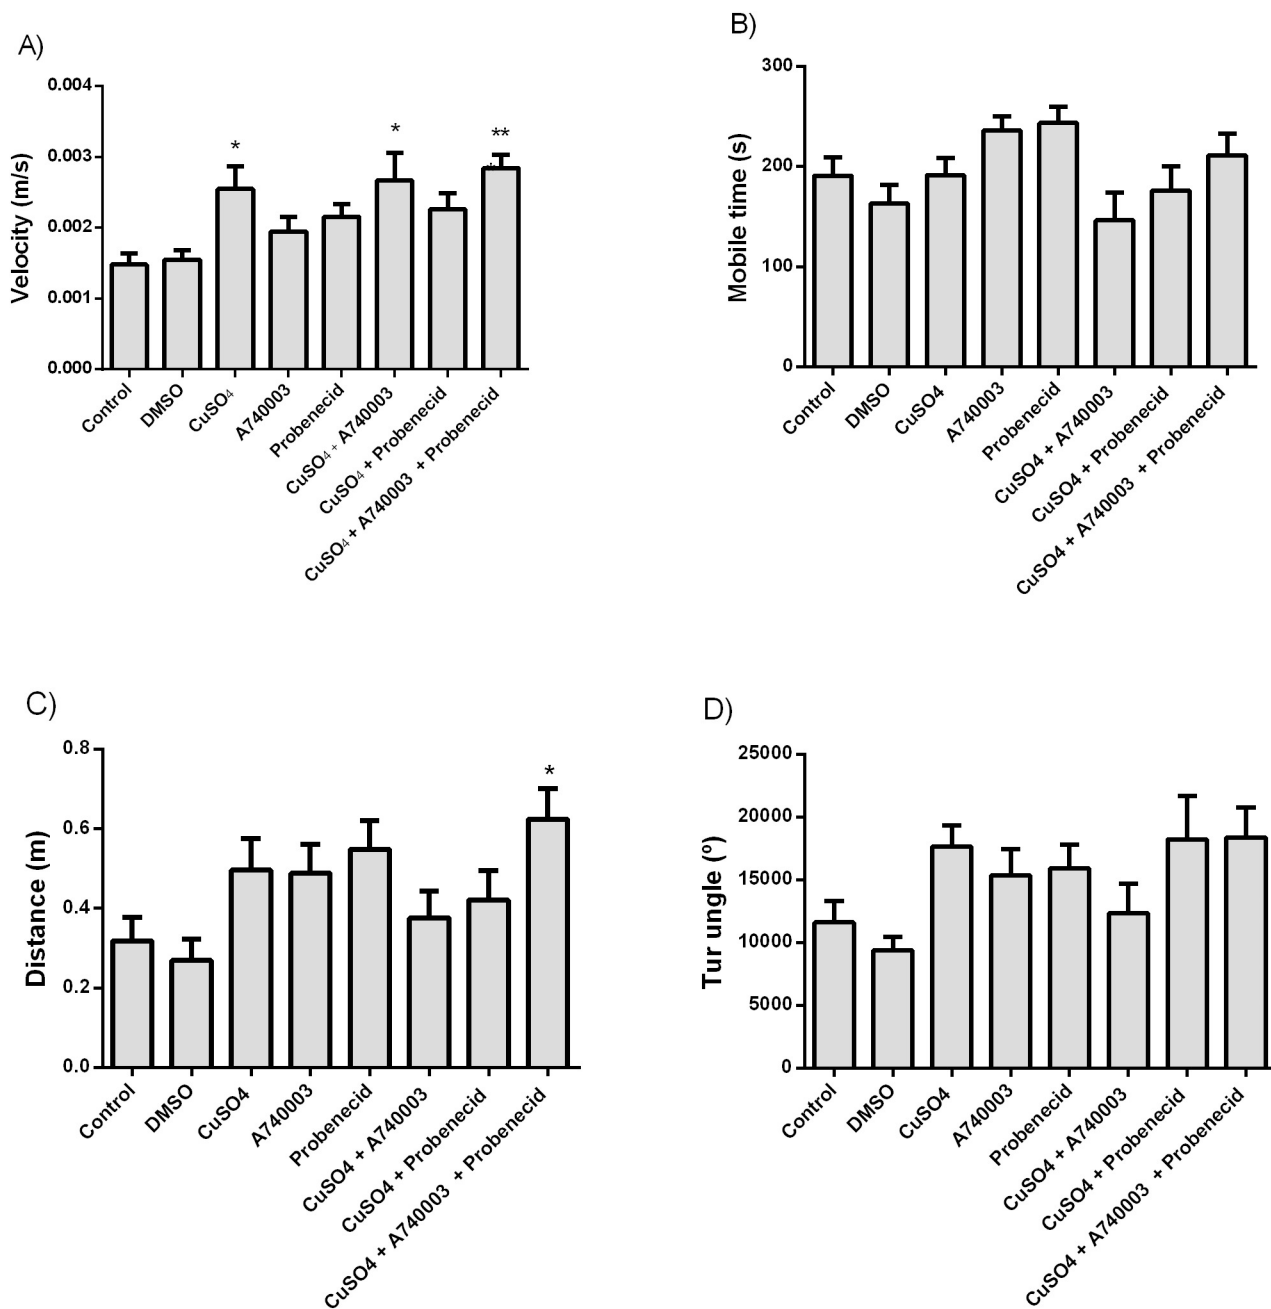 A)
Velocity (m/s)
0.004
0.003
0.002
0.001
0.000
*
*
**
Control
DMSO
CuSO₄
A740003
Probenecid
CuSO₄ + A740003
CuSO₄ + Probenecid
CuSO₄ + A740003 + Probenecid
B)
Mobile time (s)
300
200
100
0
Control
DMSO
CuSO4
A740003
Probenecid
CuSO4 + A740003
CuSO4 + Probenecid
CuSO4 + A740003 + Probenecid
C)
Distance (m)
0.8
0.6
0.4
0.2
0.0
*
Control
DMSO
CuSO4
A740003
Probenecid
CuSO4 + A740003
CuSO4 + Probenecid
CuSO4 + A740003 + Probenecid
D)
Tur ungle (º)
25000
20000
15000
10000
5000
0
Control
DMSO
CuSO4
A740003
Probenecid
CuSO4 + A740003
CuSO4 + Probenecid
CuSO4 + A740003 + Probenecid